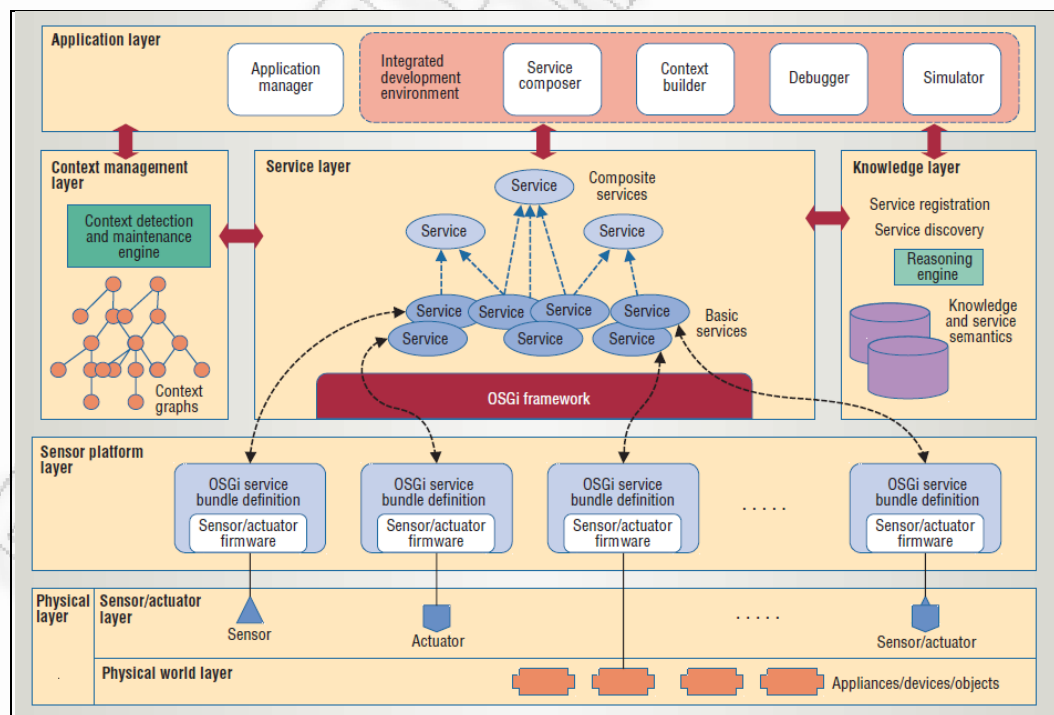 Application layer
Application
manager
Integrated
development
environment
Service
composer
Context
builder
Debugger
Simulator
Context management
layer
Context detection
and maintenance
engine
Context
graphs
Service layer
Service
Composite
services
Service
Service
Service
Service
Service
Service
Service
Service
Service
Basic
services
OSGi framework
Knowledge layer
Service registration
Service discovery
Reasoning
engine
Knowledge
and service
semantics
Sensor platform
layer
OSGi service
bundle definition
Sensor/actuator
firmware
OSGi service
bundle definition
Sensor/actuator
firmware
OSGi service
bundle definition
Sensor/actuator
firmware
. . . . .
OSGi service
bundle definition
Sensor/actuator
firmware
Physical
layer
Sensor/actuator
layer
Sensor
Actuator
. . . . .
Sensor/actuator
Physical world layer
Appliances/devices/objects